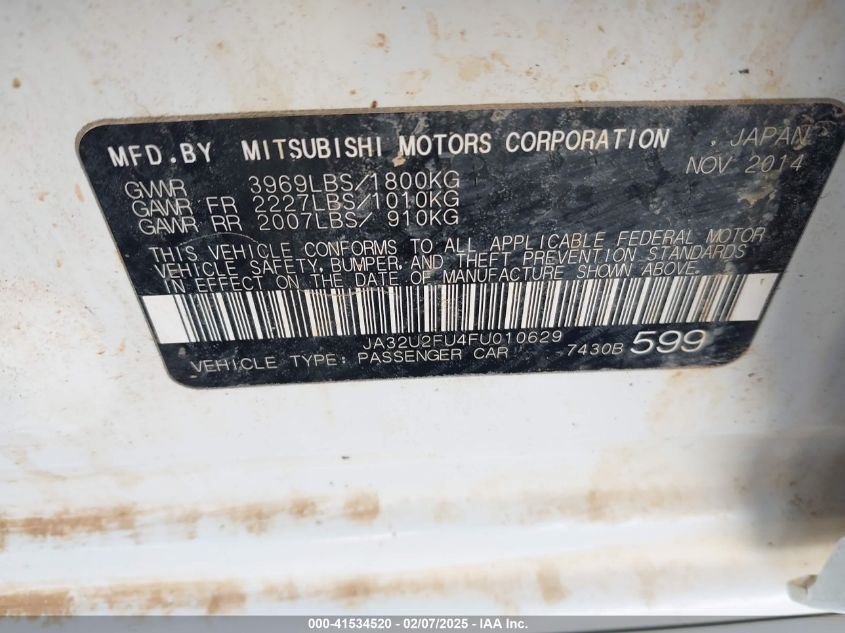 MFD.BY MITSUBISHI MOTORS CORPORATION , JAPAN
NOV 2014
GVWR 3969LBS/1800KG
GAWR FR 2227LBS/1010KG
GAWR RR 2007LBS/ 910KG
THIS VEHICLE CONFORMS TO ALL APPLICABLE FEDERAL MOTOR
VEHICLE SAFETY, BUMPER, AND THEFT PREVENTION STANDARDS
IN EFFECT ON THE DATE OF MANUFACTURE SHOWN ABOVE.
JA32U2FU4FU010629
VEHICLE TYPE: PASSENGER CAR 7430B 599
000-41534520 | 02/07/2025 - IAA Inc.